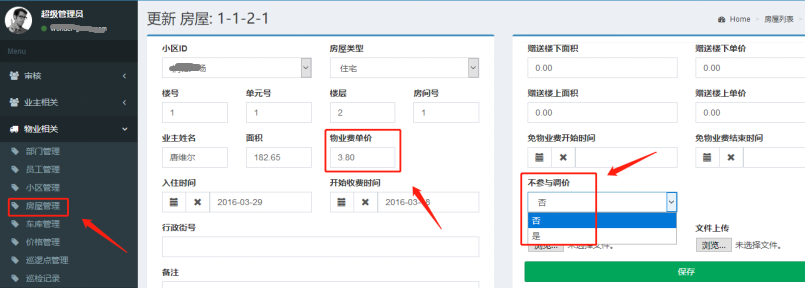 超级管理员
更新 房屋: 1-1-2-1
Home > 房屋列表 >
Menu
审核
业主相关
物业相关
部门管理
员工管理
小区管理
房屋管理
车库管理
价格管理
巡逻点管理
巡检记录
小区ID
房屋类型
住宅
楼号
单元号
楼层
房间号
1
1
2
1
业主姓名
面积
物业费单价
唐维尔
182.65
3.80
入住时间
开始收费时间
2016-03-29
行政街号
备注
赠送楼下面积
赠送楼下单价
0.00
0.00
赠送楼上面积
赠送楼上单价
0.00
0.00
免物业费开始时间
免物业费结束时间
不参与调价
否
否
是
文件上传
浏览... 未选择文件。
浏览... 未选择文件。
保存